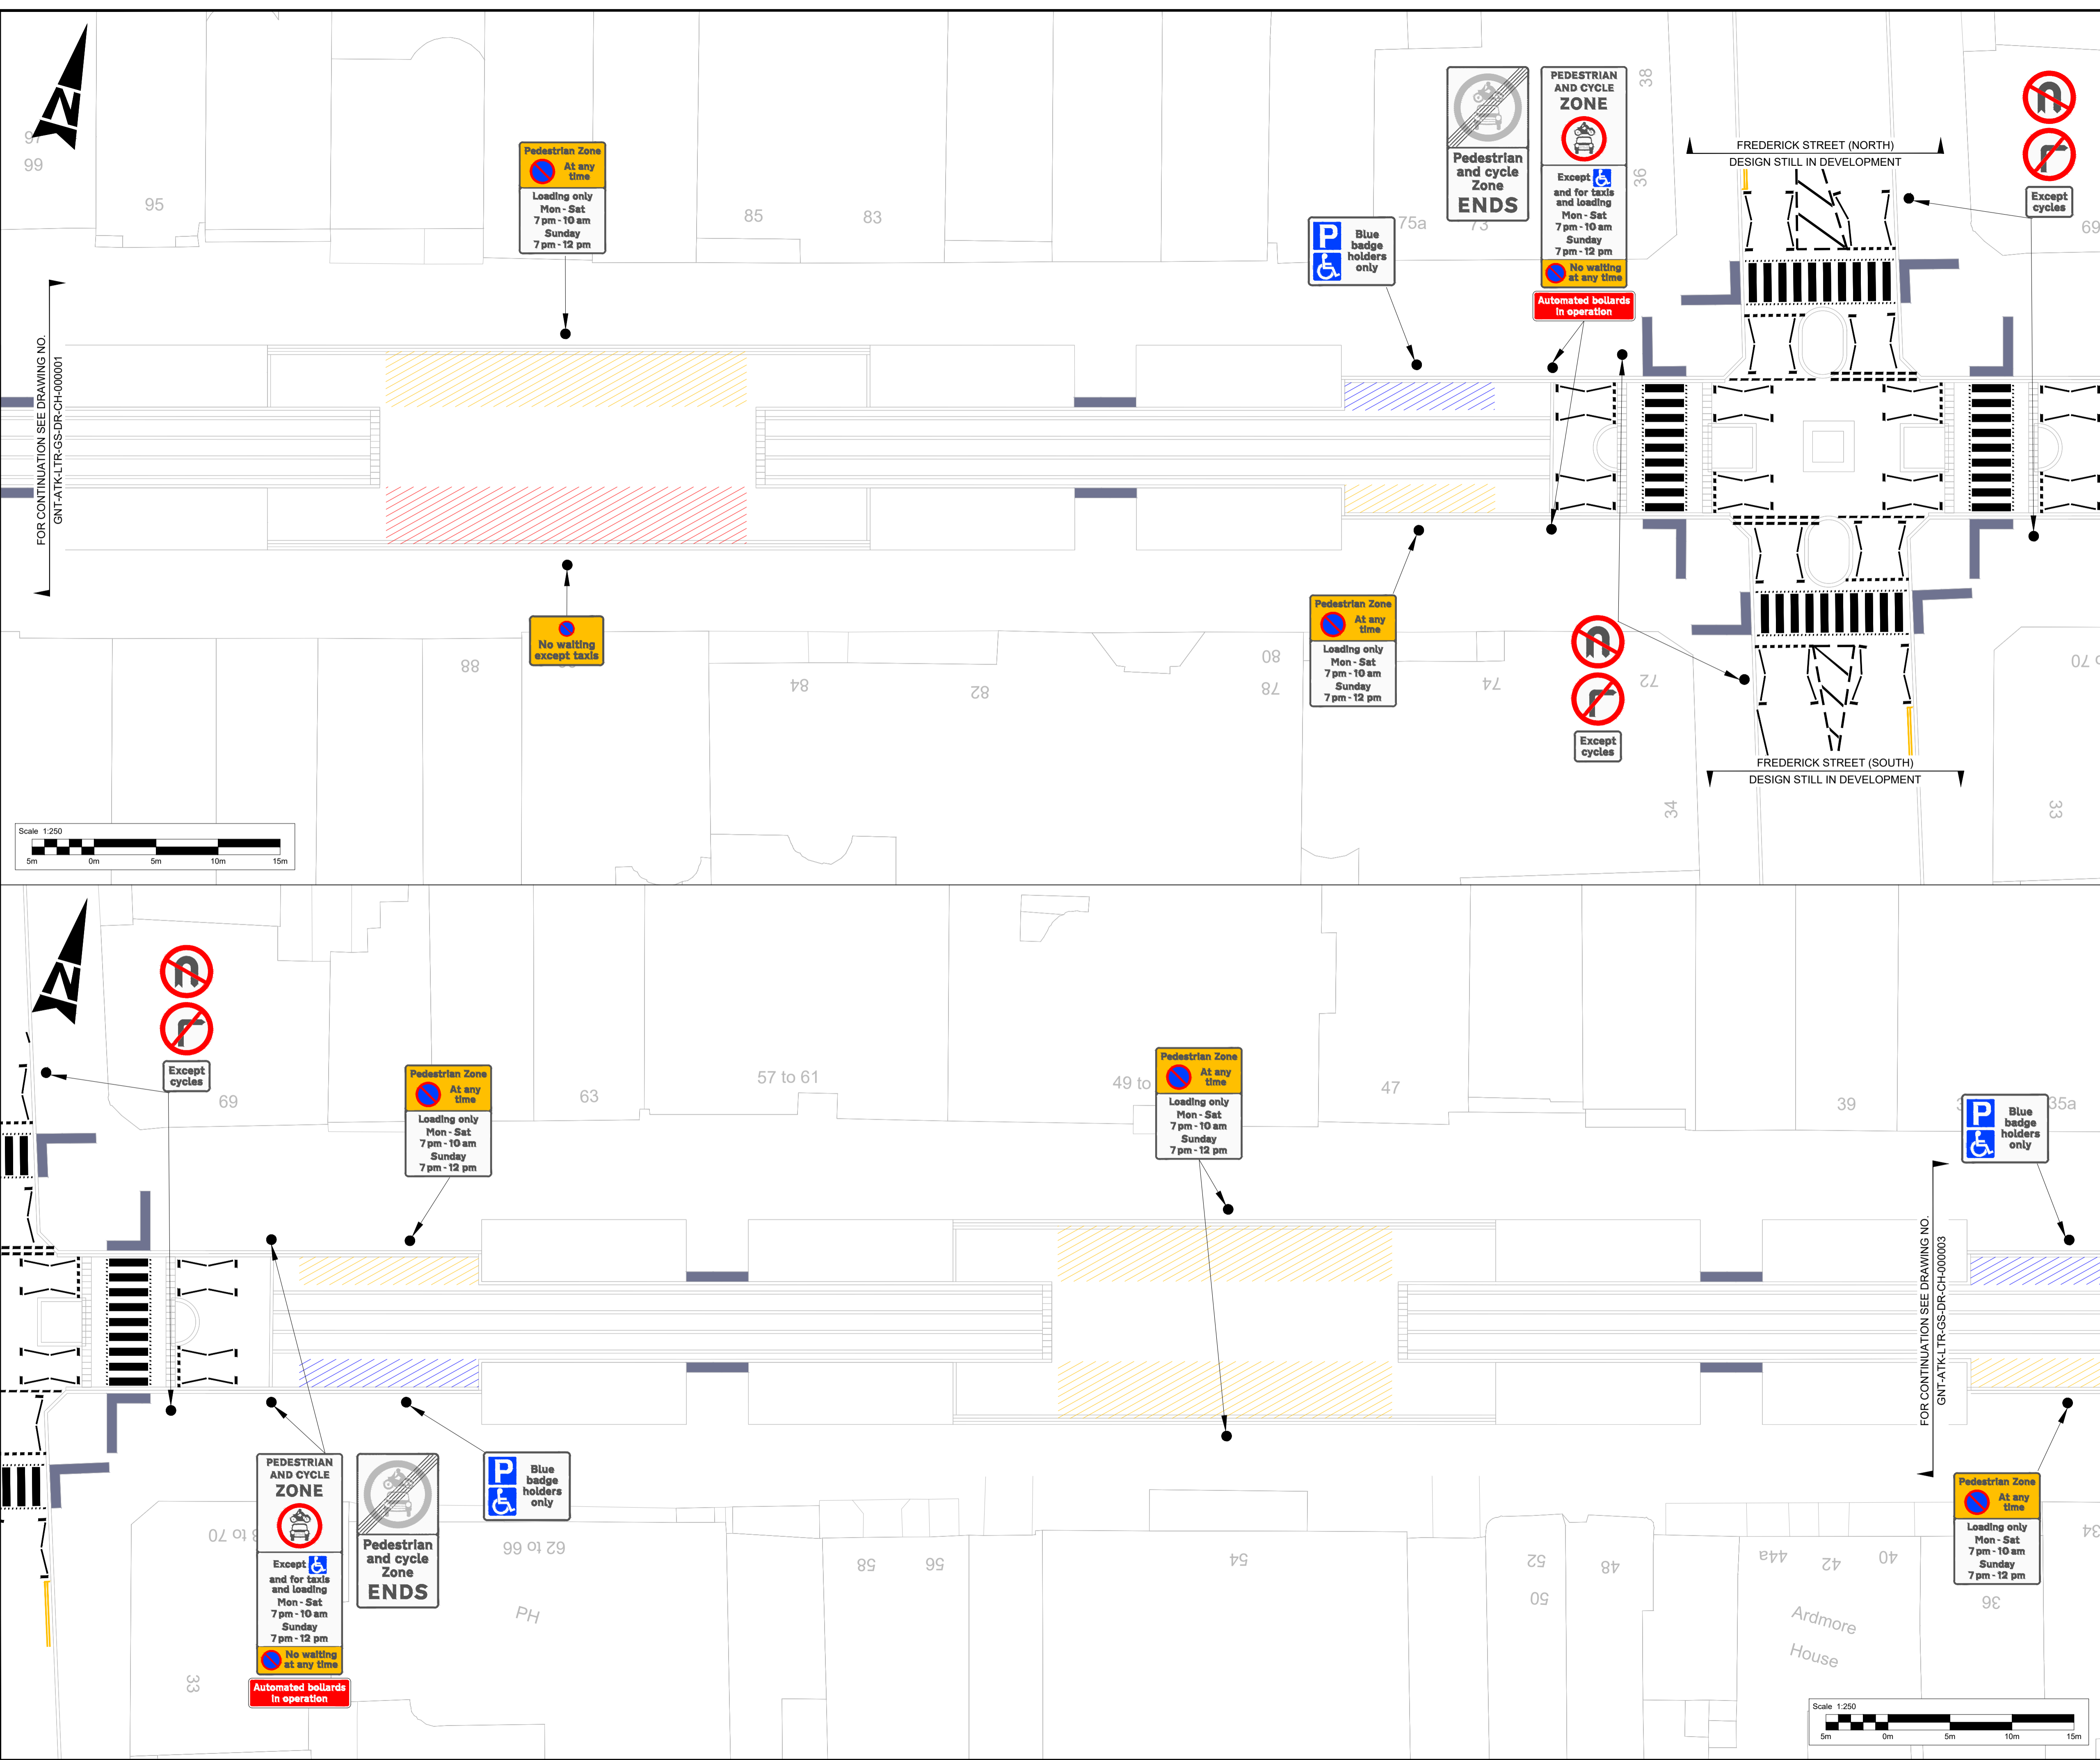 97
99
95
Pedestrian Zone
At any
time
Loading only
Mon - Sat
7 pm - 10 am
Sunday
7 pm - 12 pm
85
83
Pedestrian
and cycle
Zone
ENDS
PEDESTRIAN
AND CYCLE
ZONE
Except
and for taxis
and loading
Mon - Sat
7 pm - 10 am
Sunday
7 pm - 12 pm
No waiting
at any time
Automated bollards
in operation
38
36
P
Blue
badge
holders
only
75a
73
FREDERICK STREET (NORTH)
DESIGN STILL IN DEVELOPMENT
Except
cycles
69
FOR CONTINUATION SEE DRAWING NO.
GNT-ATK-LTR-GS-DR-CH-000001
No waiting
except taxis
88
84
82
80
78
Pedestrian Zone
At any
time
Loading only
Mon - Sat
7 pm - 10 am
Sunday
7 pm - 12 pm
74
72
Except
cycles
34
FREDERICK STREET (SOUTH)
DESIGN STILL IN DEVELOPMENT
70
33
Scale 1:250
5m 0m 5m 10m 15m
N
N
Except
cycles
69
Pedestrian Zone
At any
time
Loading only
Mon - Sat
7 pm - 10 am
Sunday
7 pm - 12 pm
63
57 to 61
49 to
Pedestrian Zone
At any
time
Loading only
Mon - Sat
7 pm - 10 am
Sunday
7 pm - 12 pm
47
39
P
Blue
badge
holders
only
35a
FOR CONTINUATION SEE DRAWING NO.
GNT-ATK-LTR-GS-DR-CH-000003
PEDESTRIAN
AND CYCLE
ZONE
Except
and for taxis
and loading
Mon - Sat
7 pm - 10 am
Sunday
7 pm - 12 pm
No waiting
at any time
Automated bollards
in operation
Pedestrian
and cycle
Zone
ENDS
P
Blue
badge
holders
only
to 70
62 to 66
PH
33
58
56
54
52
50
48
44a
42
40
Ardmore
House
Pedestrian Zone
At any
time
Loading only
Mon - Sat
7 pm - 10 am
Sunday
7 pm - 12 pm
36
34
Scale 1:250
5m 0m 5m 10m 15m